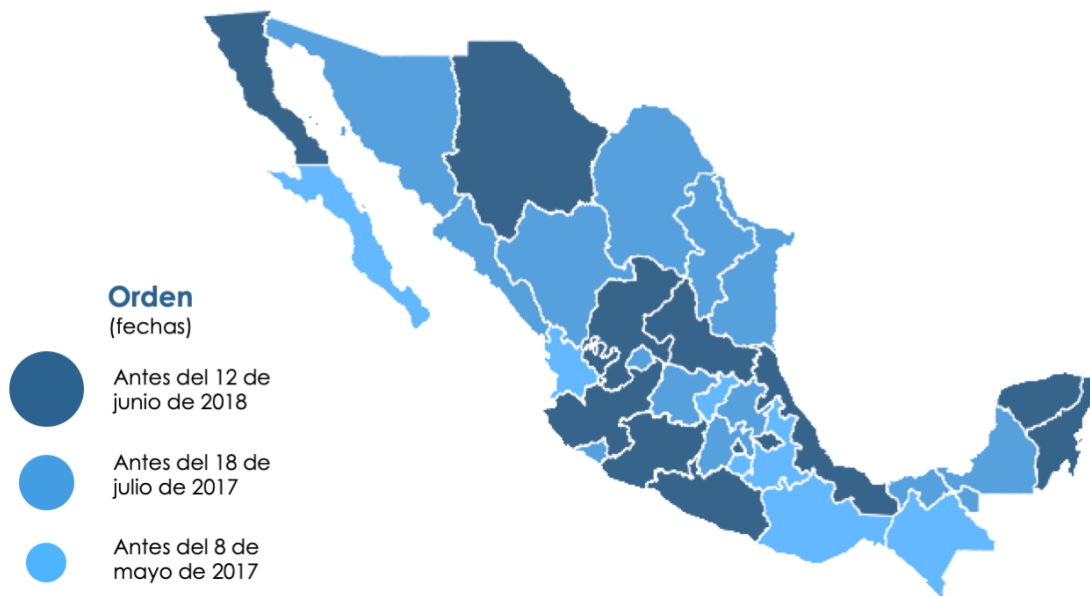 Orden
(fechas)
Antes del 12 de
junio de 2018
Antes del 18 de
julio de 2017
Antes del 8 de
mayo de 2017